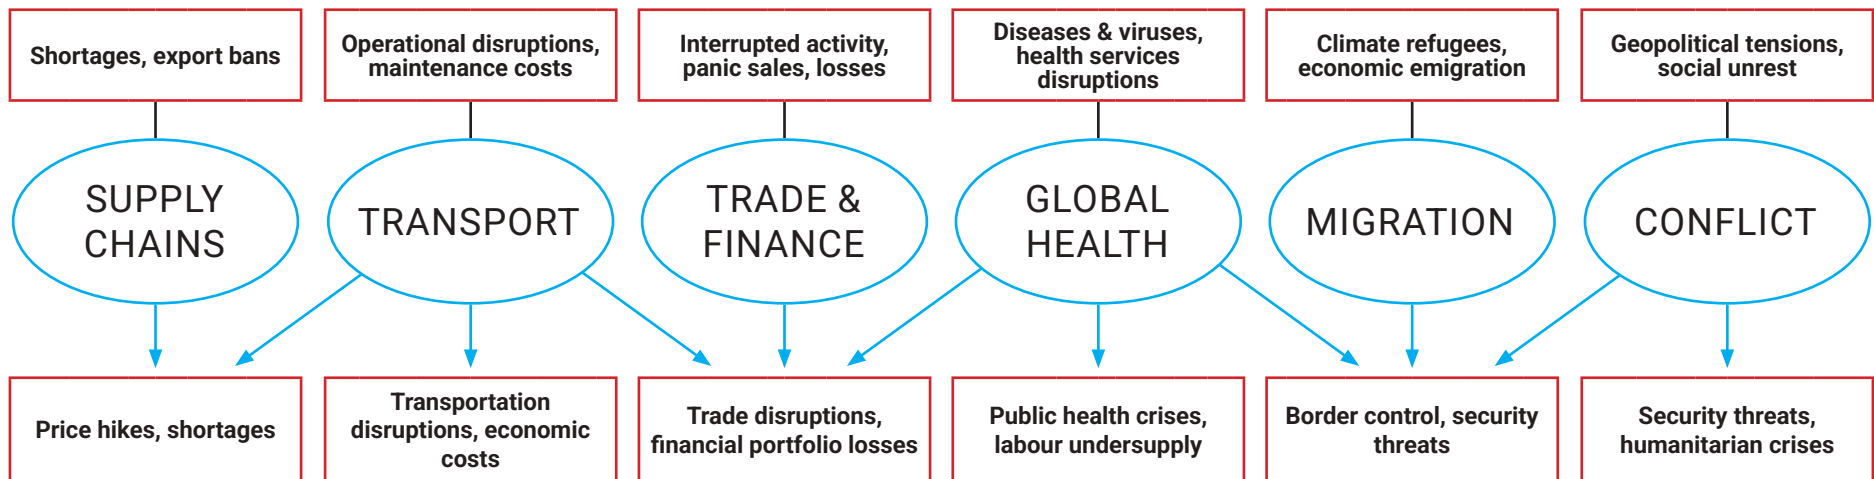 Shortages, export bans
Operational disruptions,
maintenance costs
Interrupted activity,
panic sales, losses
Diseases & viruses,
health services
disruptions
Climate refugees,
economic emigration
Geopolitical tensions,
social unrest
SUPPLY
CHAINS
TRANSPORT
TRADE &
FINANCE
GLOBAL
HEALTH
MIGRATION
CONFLICT
Price hikes, shortages
Transportation
disruptions, economic
costs
Trade disruptions,
financial portfolio losses
Public health crises,
labour undersupply
Border control, security
threats
Security threats,
humanitarian crises